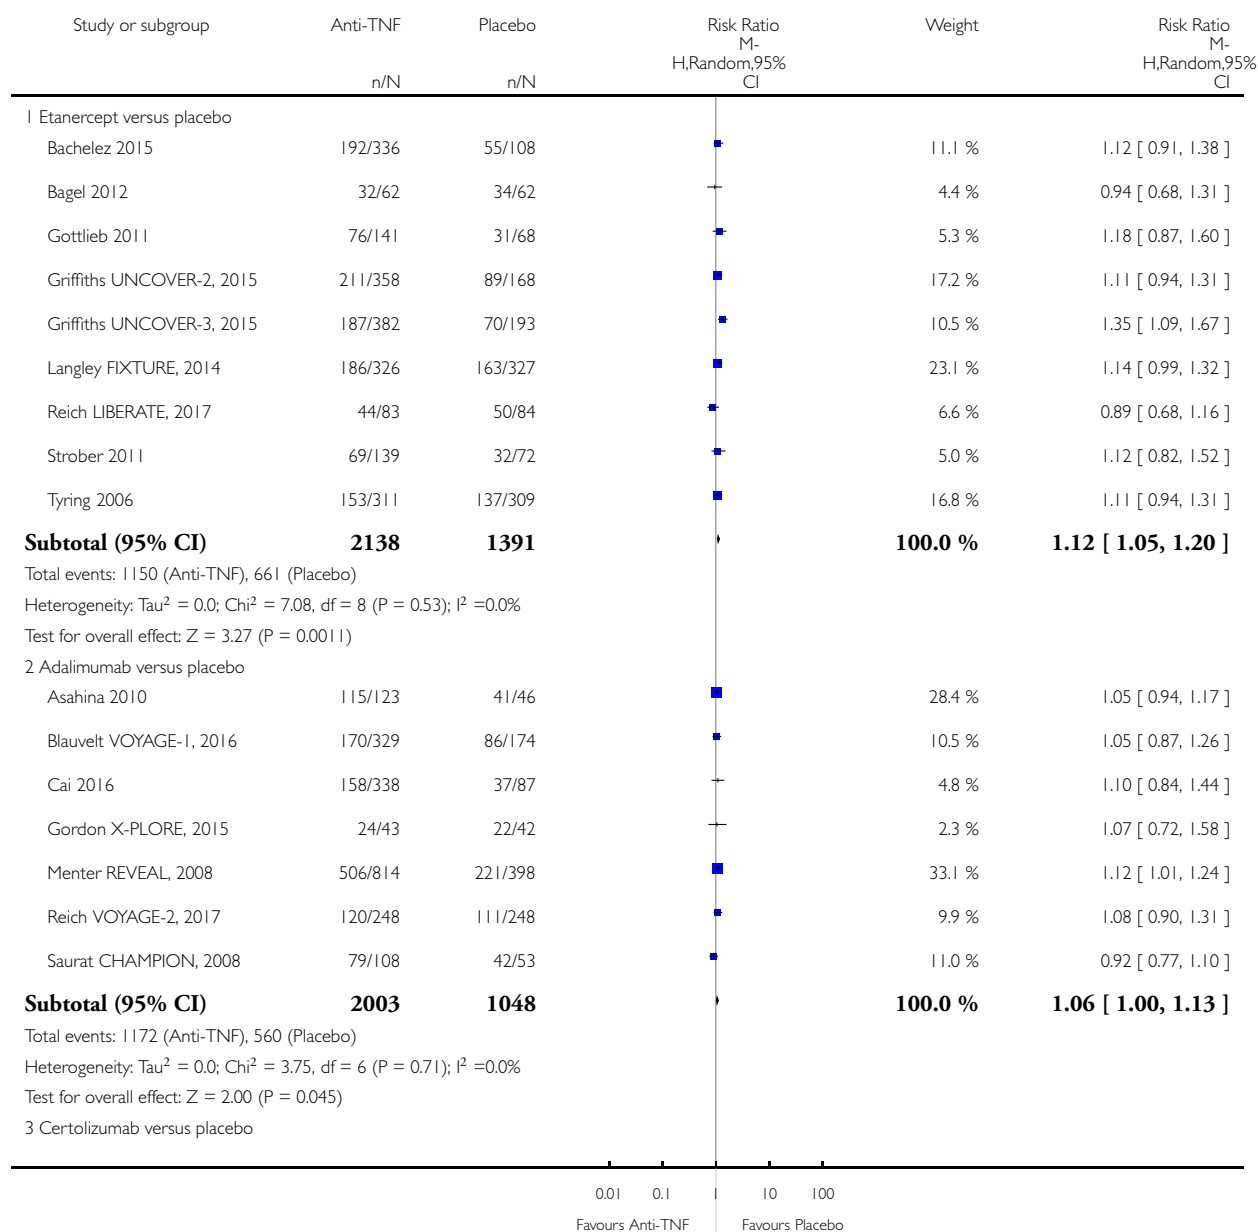 Study or subgroup Anti-TNF Placebo Risk Ratio Weight Risk Ratio
M- M-
H,Random,95% H,Random,95%
n/N n/N CI CI
1 Etanercept versus placebo
Bachelez 2015 192/336 55/108 11.1 % 1.12 [ 0.91, 1.38 ]
Bagel 2012 32/62 34/62 4.4 % 0.94 [ 0.68, 1.31 ]
Gottlieb 2011 76/141 31/68 5.3 % 1.18 [ 0.87, 1.60 ]
Griffiths UNCOVER-2, 2015 211/358 89/168 17.2 % 1.11 [ 0.94, 1.31 ]
Griffiths UNCOVER-3, 2015 187/382 70/193 10.5 % 1.35 [ 1.09, 1.67 ]
Langley FIXTURE, 2014 186/326 163/327 23.1 % 1.14 [ 0.99, 1.32 ]
Reich LIBERATE, 2017 44/83 50/84 6.6 % 0.89 [ 0.68, 1.16 ]
Strober 2011 69/139 32/72 5.0 % 1.12 [ 0.82, 1.52 ]
Tyring 2006 153/311 137/309 16.8 % 1.11 [ 0.94, 1.31 ]
Subtotal (95% CI) 2138 1391 100.0 % 1.12 [ 1.05, 1.20 ]
Total events: 1150 (Anti-TNF), 661 (Placebo)
Heterogeneity: Tau² = 0.0; Chi² = 7.08, df = 8 (P = 0.53); I² =0.0%
Test for overall effect: Z = 3.27 (P = 0.0011)
2 Adalimumab versus placebo
Asahina 2010 115/123 41/46 28.4 % 1.05 [ 0.94, 1.17 ]
Blauvelt VOYAGE-1, 2016 170/329 86/174 10.5 % 1.05 [ 0.87, 1.26 ]
Cai 2016 158/338 37/87 4.8 % 1.10 [ 0.84, 1.44 ]
Gordon X-PLORE, 2015 24/43 22/42 2.3 % 1.07 [ 0.72, 1.58 ]
Menter REVEAL, 2008 506/814 221/398 33.1 % 1.12 [ 1.01, 1.24 ]
Reich VOYAGE-2, 2017 120/248 111/248 9.9 % 1.08 [ 0.90, 1.31 ]
Saurat CHAMPION, 2008 79/108 42/53 11.0 % 0.92 [ 0.77, 1.10 ]
Subtotal (95% CI) 2003 1048 100.0 % 1.06 [ 1.00, 1.13 ]
Total events: 1172 (Anti-TNF), 560 (Placebo)
Heterogeneity: Tau² = 0.0; Chi² = 3.75, df = 6 (P = 0.71); I² =0.0%
Test for overall effect: Z = 2.00 (P = 0.045)
3 Certolizumab versus placebo
0.01 0.1 1 10 100
Favours Anti-TNF Favours Placebo